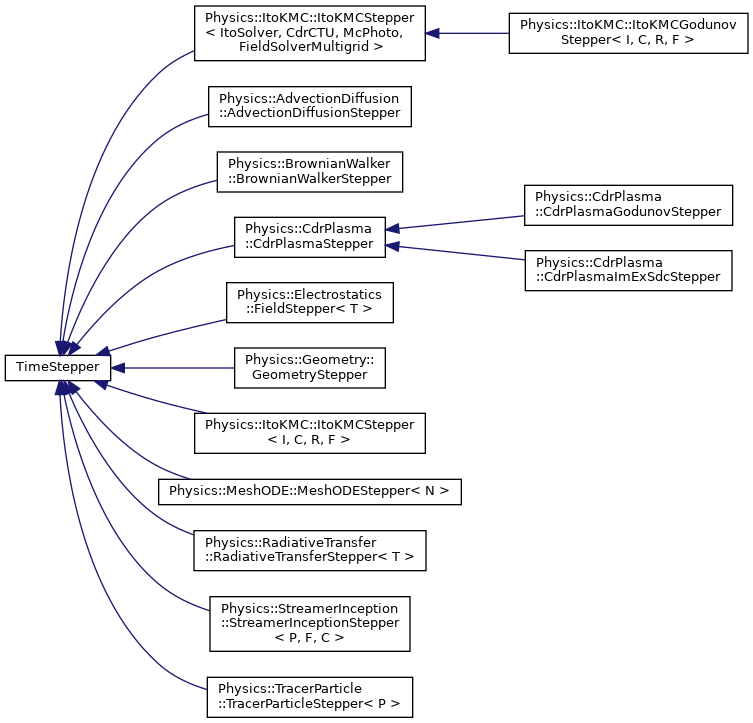 Physics::ItoKMC::ItoKMCStepper
< ItoSolver, CdrCTU, McPhoto,
FieldSolverMultigrid >
Physics::ItoKMC::ItoKMCGodunov
Stepper< I, C, R, F >
Physics::AdvectionDiffusion
::AdvectionDiffusionStepper
Physics::BrownianWalker
::BrownianWalkerStepper
Physics::CdrPlasma
::CdrPlasmaStepper
Physics::CdrPlasma
::CdrPlasmaGodunovStepper
Physics::CdrPlasma
::CdrPlasmaImExSdcStepper
Physics::Electrostatics
::FieldStepper< T >
TimeStepper
Physics::Geometry::
GeometryStepper
Physics::ItoKMC::ItoKMCStepper
< I, C, R, F >
Physics::MeshODE::MeshODEStepper< N >
Physics::RadiativeTransfer
::RadiativeTransferStepper< T >
Physics::StreamerInception
::StreamerInceptionStepper
< P, F, C >
Physics::TracerParticle
::TracerParticleStepper< P >